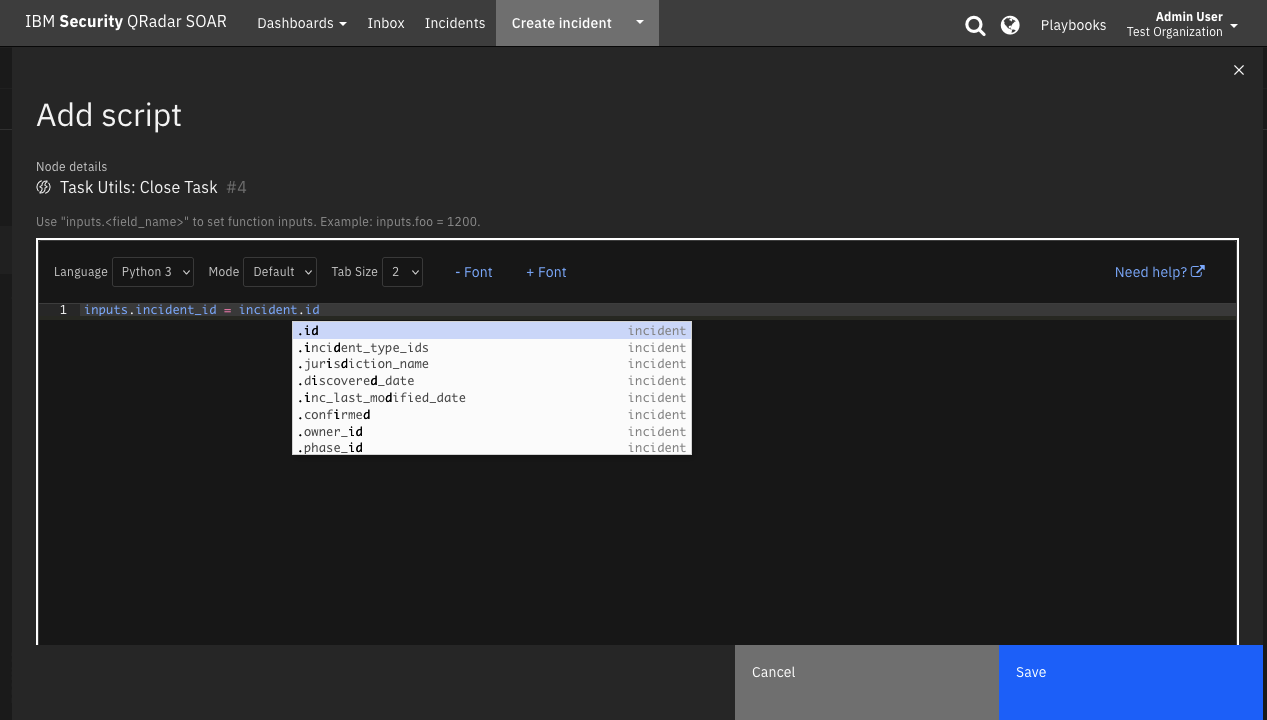 IBM Security QRadar SOAR Dashboards Inbox Incidents Create incident Playbooks Admin User
Test Organization
Add script
Node details
Task Utils: Close Task #4
Use "inputs.<field_name>" to set function inputs. Example: inputs.foo = 1200.
Language Python 3 Mode Default Tab Size 2 - Font + Font Need help?
1 inputs.incident_id = incident.id
.id incident
.incident_type_ids incident
.jurisdiction_name incident
.discovered_date incident
.inc_last_modified_date incident
.confirmed incident
.owner_id incident
.phase_id incident
Cancel Save